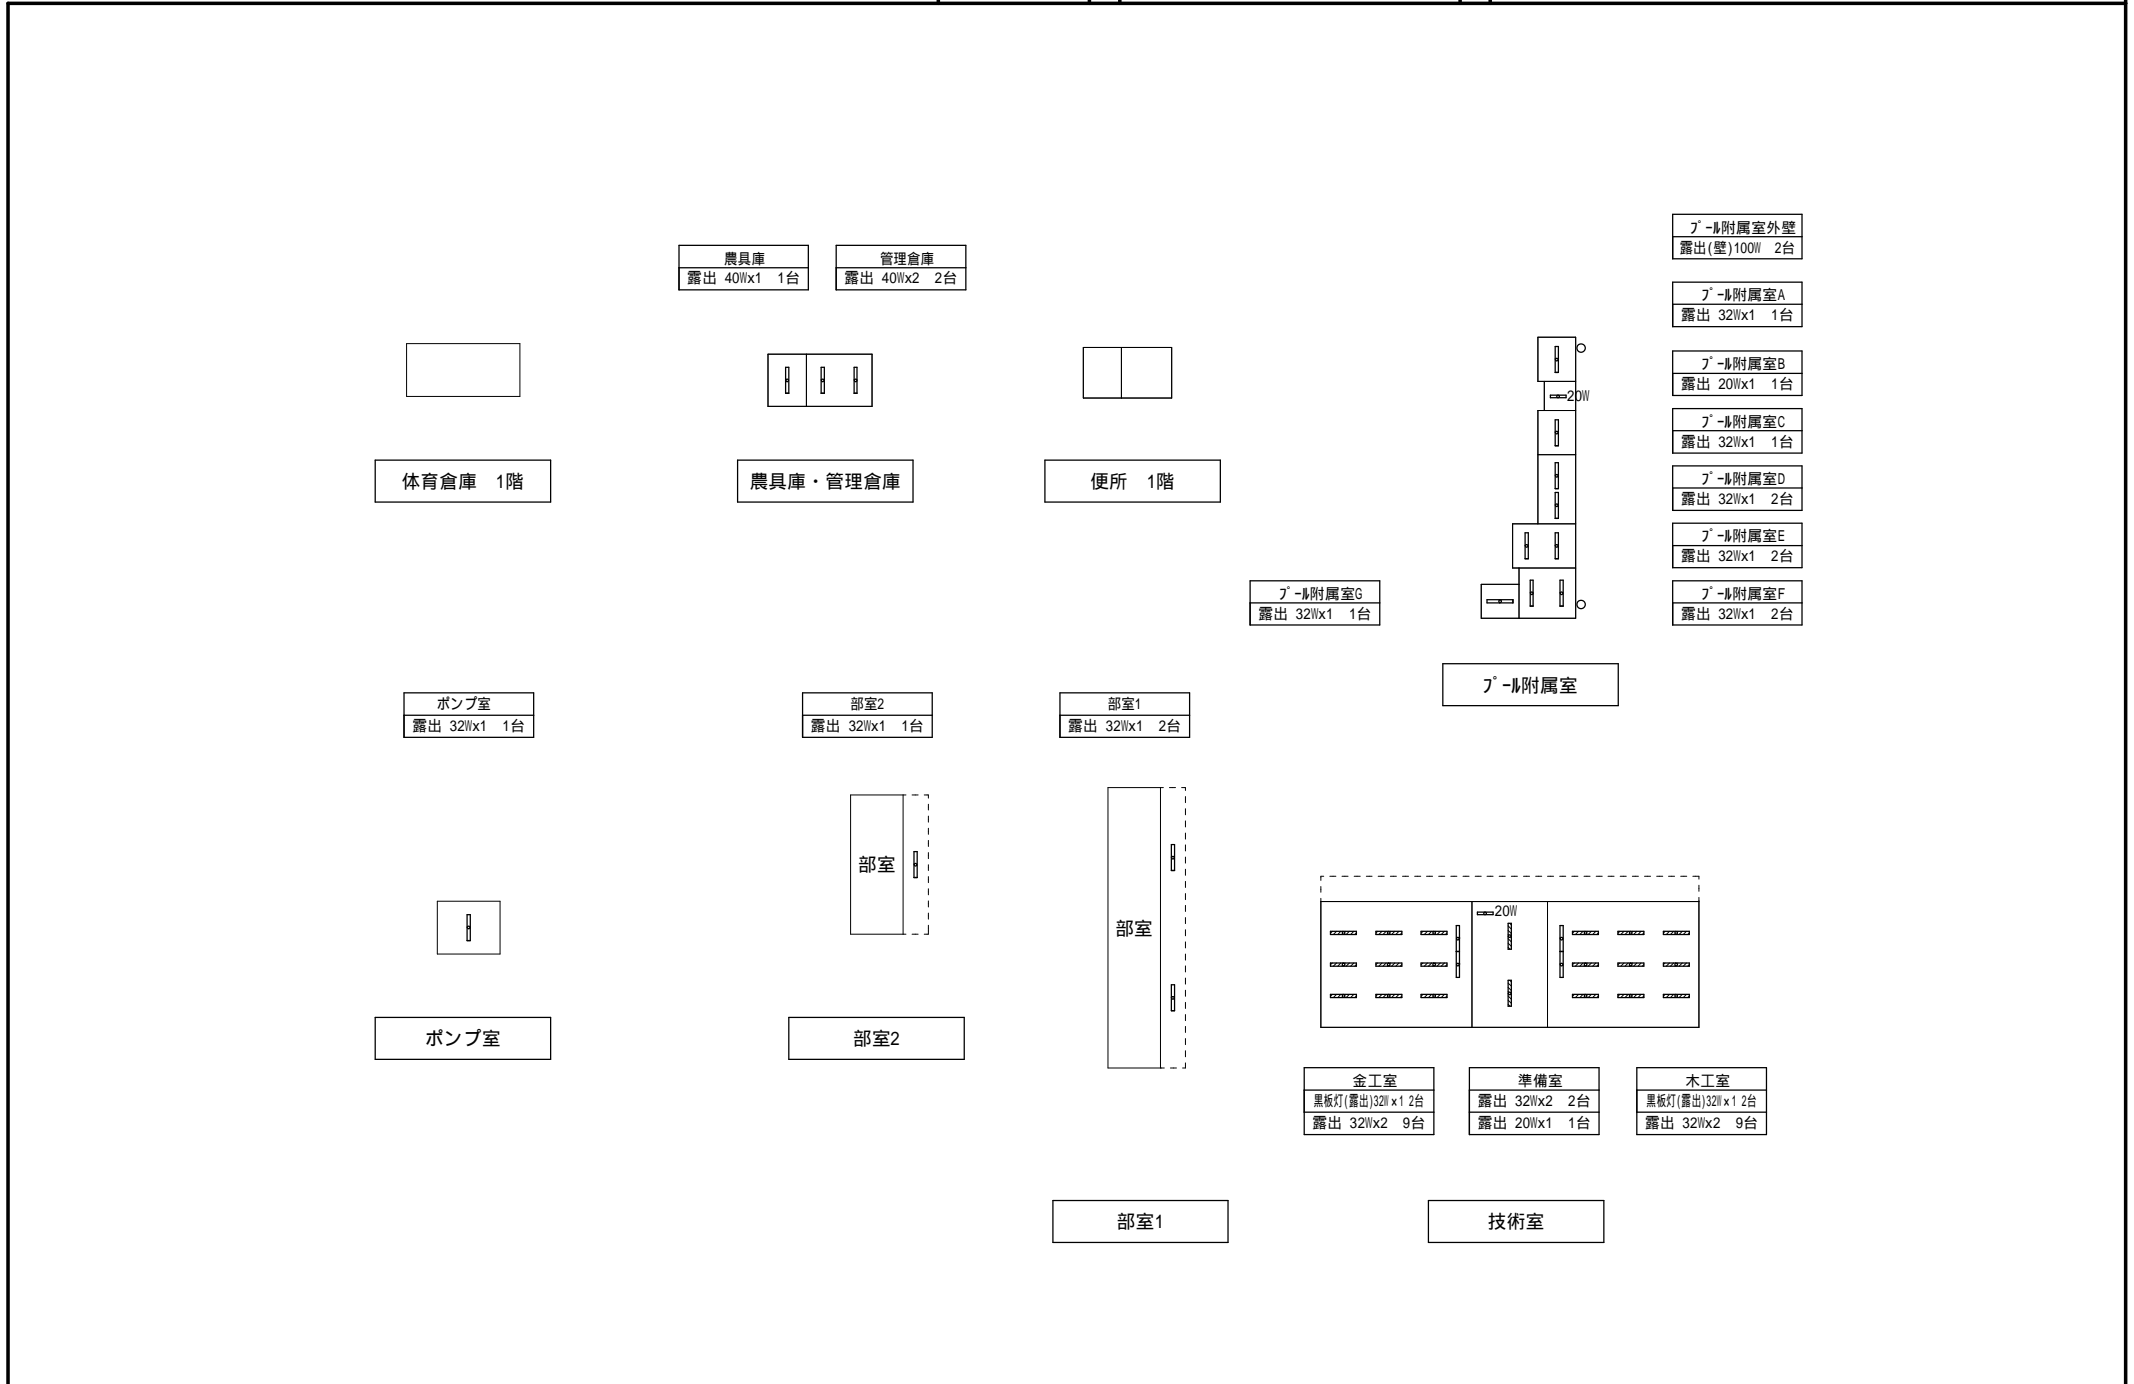 プール附属室外壁
露出(壁)100W 2台
農具庫
露出 40Wx1 1台
管理倉庫
露出 40Wx2 2台
プール附属室A
露出 32Wx1 1台
プール附属室B
露出 20Wx1 1台
20W
プール附属室C
露出 32Wx1 1台
体育倉庫 1階
農具庫・管理倉庫
便所 1階
プール附属室D
露出 32Wx1 2台
プール附属室E
露出 32Wx1 2台
プール附属室G
露出 32Wx1 1台
プール附属室F
露出 32Wx1 2台
プール附属室
ポンプ室
露出 32Wx1 1台
部室2
露出 32Wx1 1台
部室1
露出 32Wx1 2台
部室
部室
20W
ポンプ室
部室2
金工室
黒板灯(露出)32Wx1 2台
露出 32Wx2 9台
準備室
露出 32Wx2 2台
露出 20Wx1 1台
木工室
黒板灯(露出)32Wx1 2台
露出 32Wx2 9台
部室1
技術室